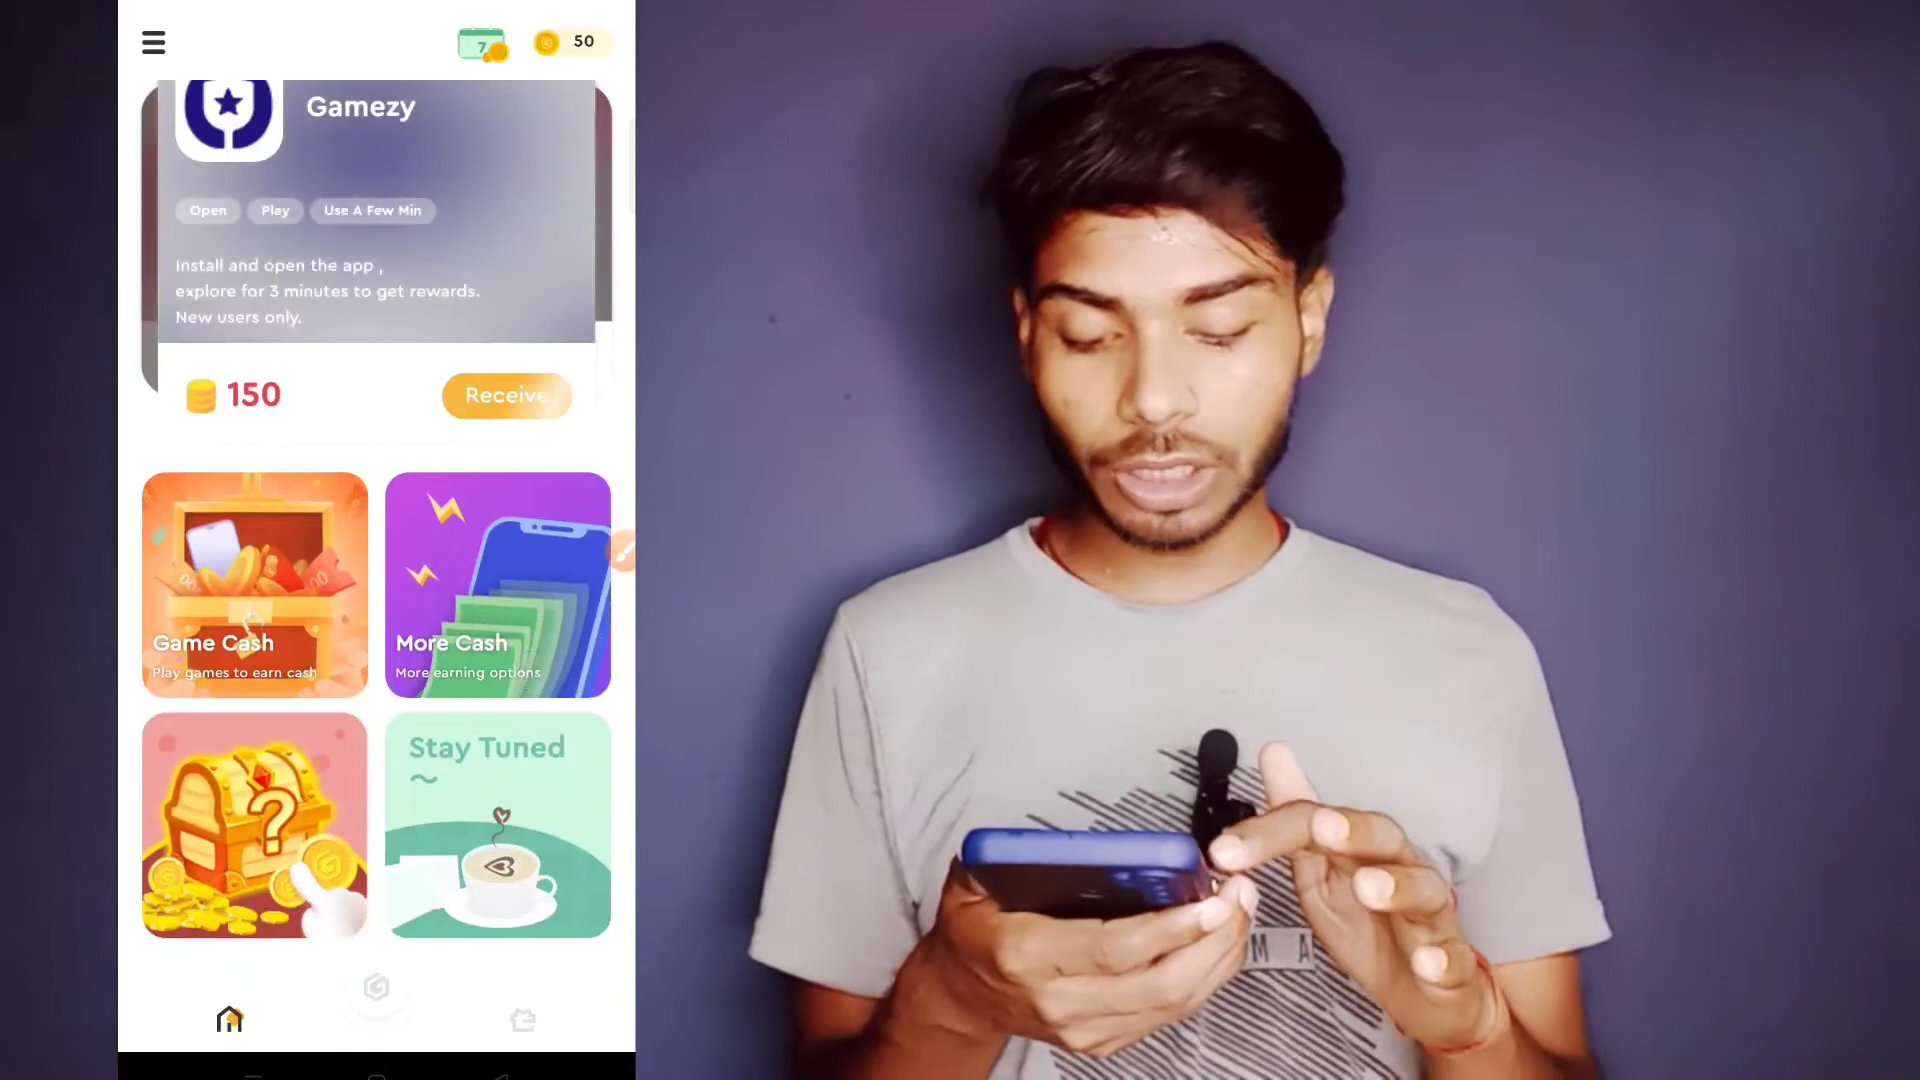 7
50
Gamezy
Open Play Use A Few Min
Install and open the app ,
explore for 3 minutes to get rewards.
New users only.
150 Receive
Game Cash
Play games to earn cash
More Cash
More earning options
?
Stay Tuned
~
M A